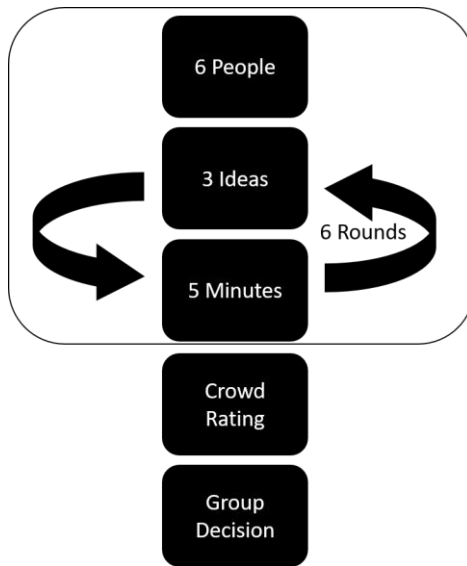 6 People
3 Ideas
6 Rounds
5 Minutes
Crowd
Rating
Group
Decision